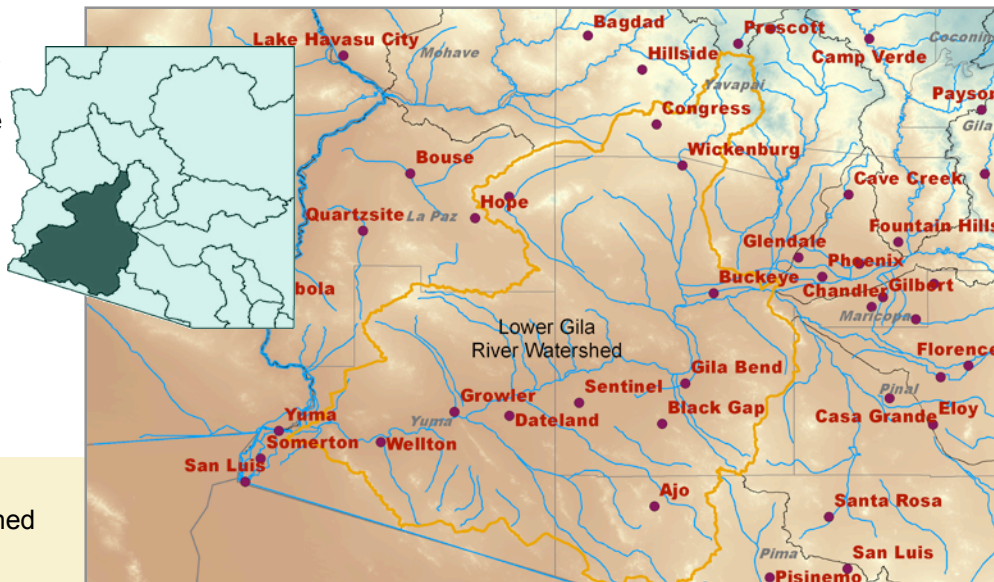 Bagdad
Prescott
Lake Havasu City
Mohave
Hillside
Camp Verde
Coconin
Yavapai
Payson
Congress
Gila
Bouse
Wickenburg
Cave Creek
Quartzsite
La Paz
Hope
Fountain Hills
Glendale
Phoenix
bola
Buckeye
Chandler
Gilbert
Maricopa
Lower Gila
River Watershed
Florence
Gila Bend
Sentinel
Growler
Pinal
Yuma
Dateland
Black Gap
Casa Grande
Eloy
Yuma
Somerton
Wellton
San Luis
Ajo
Santa Rosa
ned
Pima
San Luis
Pisinemo